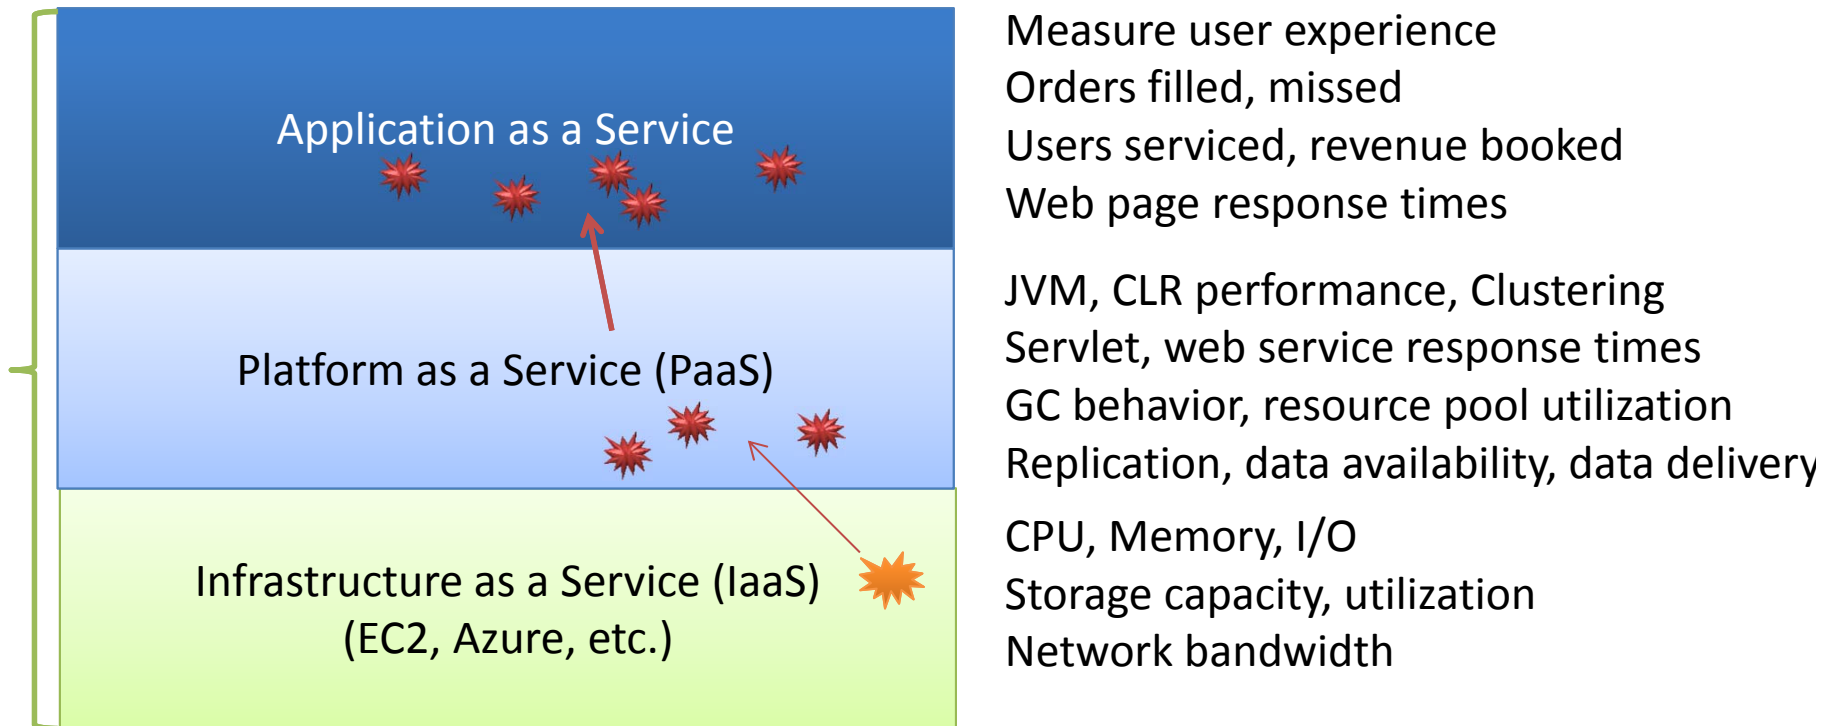 Application as a Service
Platform as a Service (PaaS)
Infrastructure as a Service (IaaS)
(EC2, Azure, etc.)
Measure user experience
Orders filled, missed
Users serviced, revenue booked
Web page response times
JVM, CLR performance, Clustering
Servlet, web service response times
GC behavior, resource pool utilization
Replication, data availability, data delivery
CPU, Memory, I/O
Storage capacity, utilization
Network bandwidth